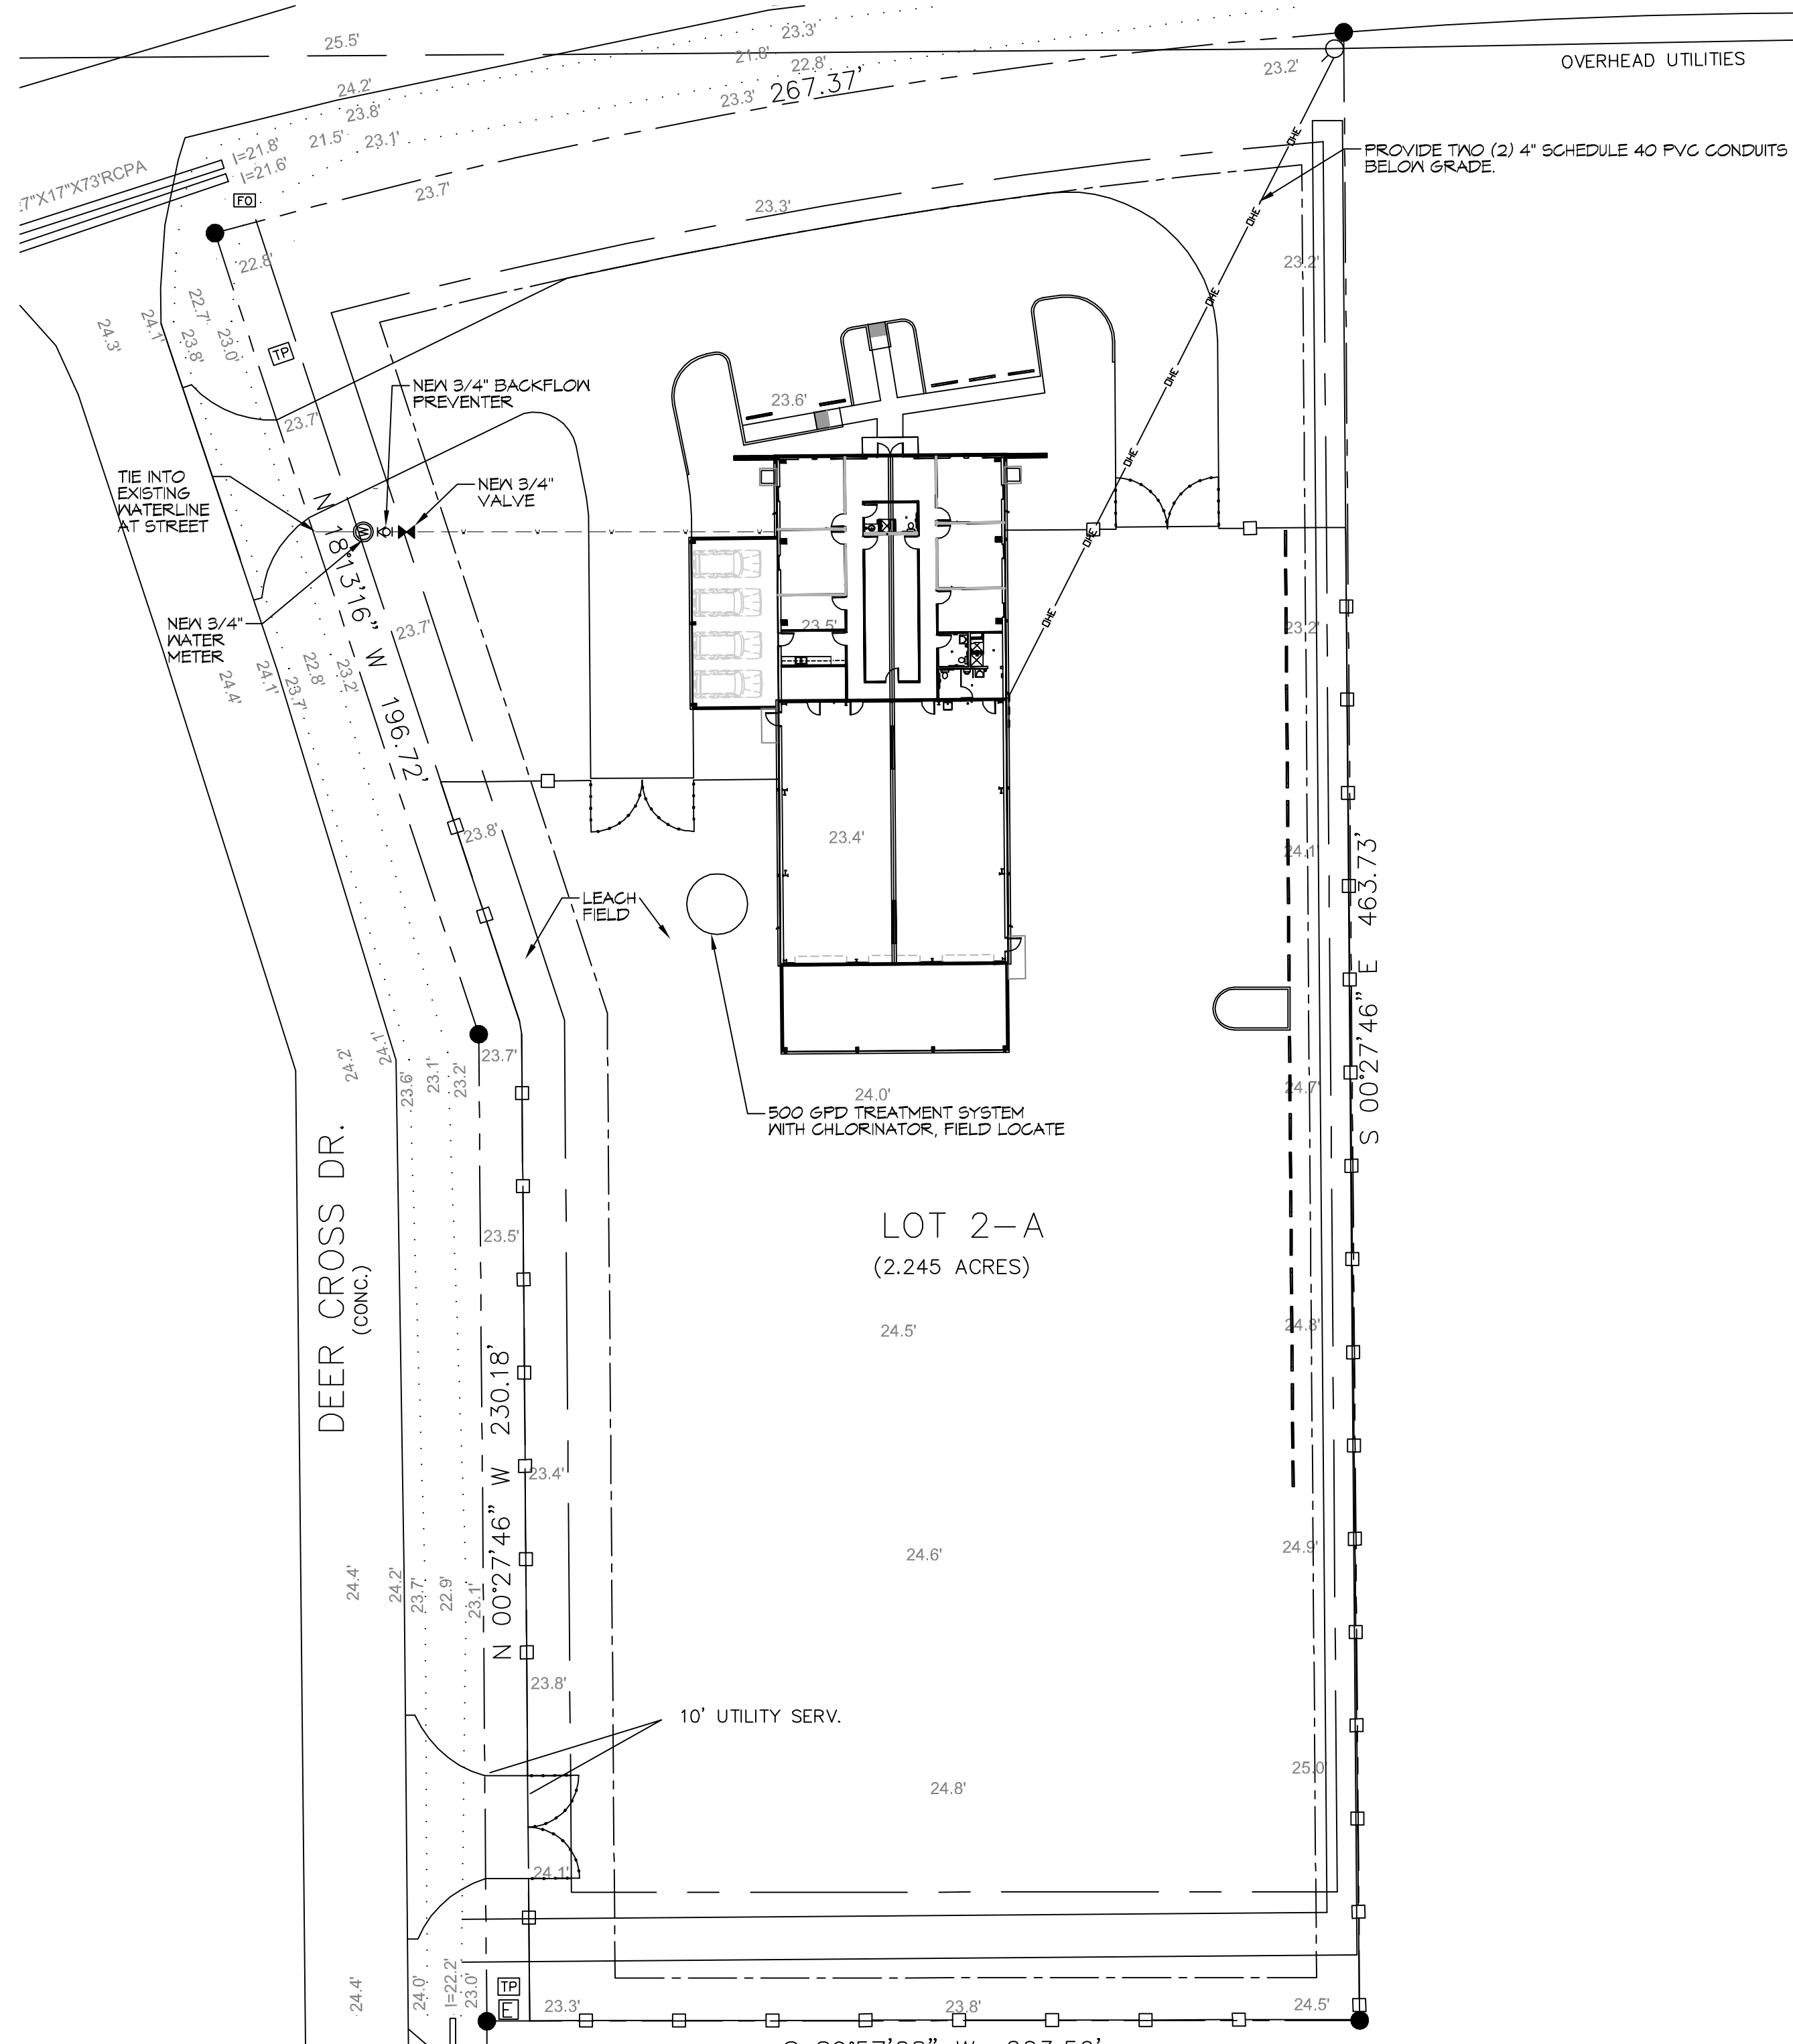 25.5'
23.3'
21.8'
22.8'
23.2'
OVERHEAD UTILITIES
24.2'
23.8'
23.3'
267.37'
21.5'
23.1'
I=21.8'
I=21.6'
7"X17"X73'RCPA
FO
23.7'
23.3'
OHE
PROVIDE TWO (2) 4" SCHEDULE 40 PVC CONDUITS
BELOW GRADE.
22.8'
23.2'
OHE
OHE
24.3'
24.1'
22.7'
23.8'
23.0'
TP
NEW 3/4" BACKFLOW
PREVENTER
23.6'
OHE
23.7'
OHE
TIE INTO
EXISTING
WATERLINE
AT STREET
NEW 3/4"
VALVE
W
OHE
N 18°13'16" W 196.72'
NEW 3/4"
WATER
METER
23.7'
23.5'
OHE
23.2'
24.4'
24.1'
23.7'
22.8'
23.2'
23.8'
23.4'
24.1'
S 00°27'46" E 463.73'
LEACH
FIELD
24.2'
24.1'
23.6'
23.1'
23.2'
23.7'
24.0'
24.7'
500 GPD TREATMENT SYSTEM
WITH CHLORINATOR, FIELD LOCATE
DEER CROSS DR.
(CONC.)
23.5'
LOT 2-A
(2.245 ACRES)
24.5'
24.8'
N 00°27'46" W 230.18'
23.4'
24.6'
24.9'
24.4'
24.2'
23.7'
22.9'
23.1'
23.8'
10' UTILITY SERV.
24.8'
25.0'
24.1'
24.4'
24.0'
I=22.2'
23.0'
TP
E
23.3'
23.8'
24.5'